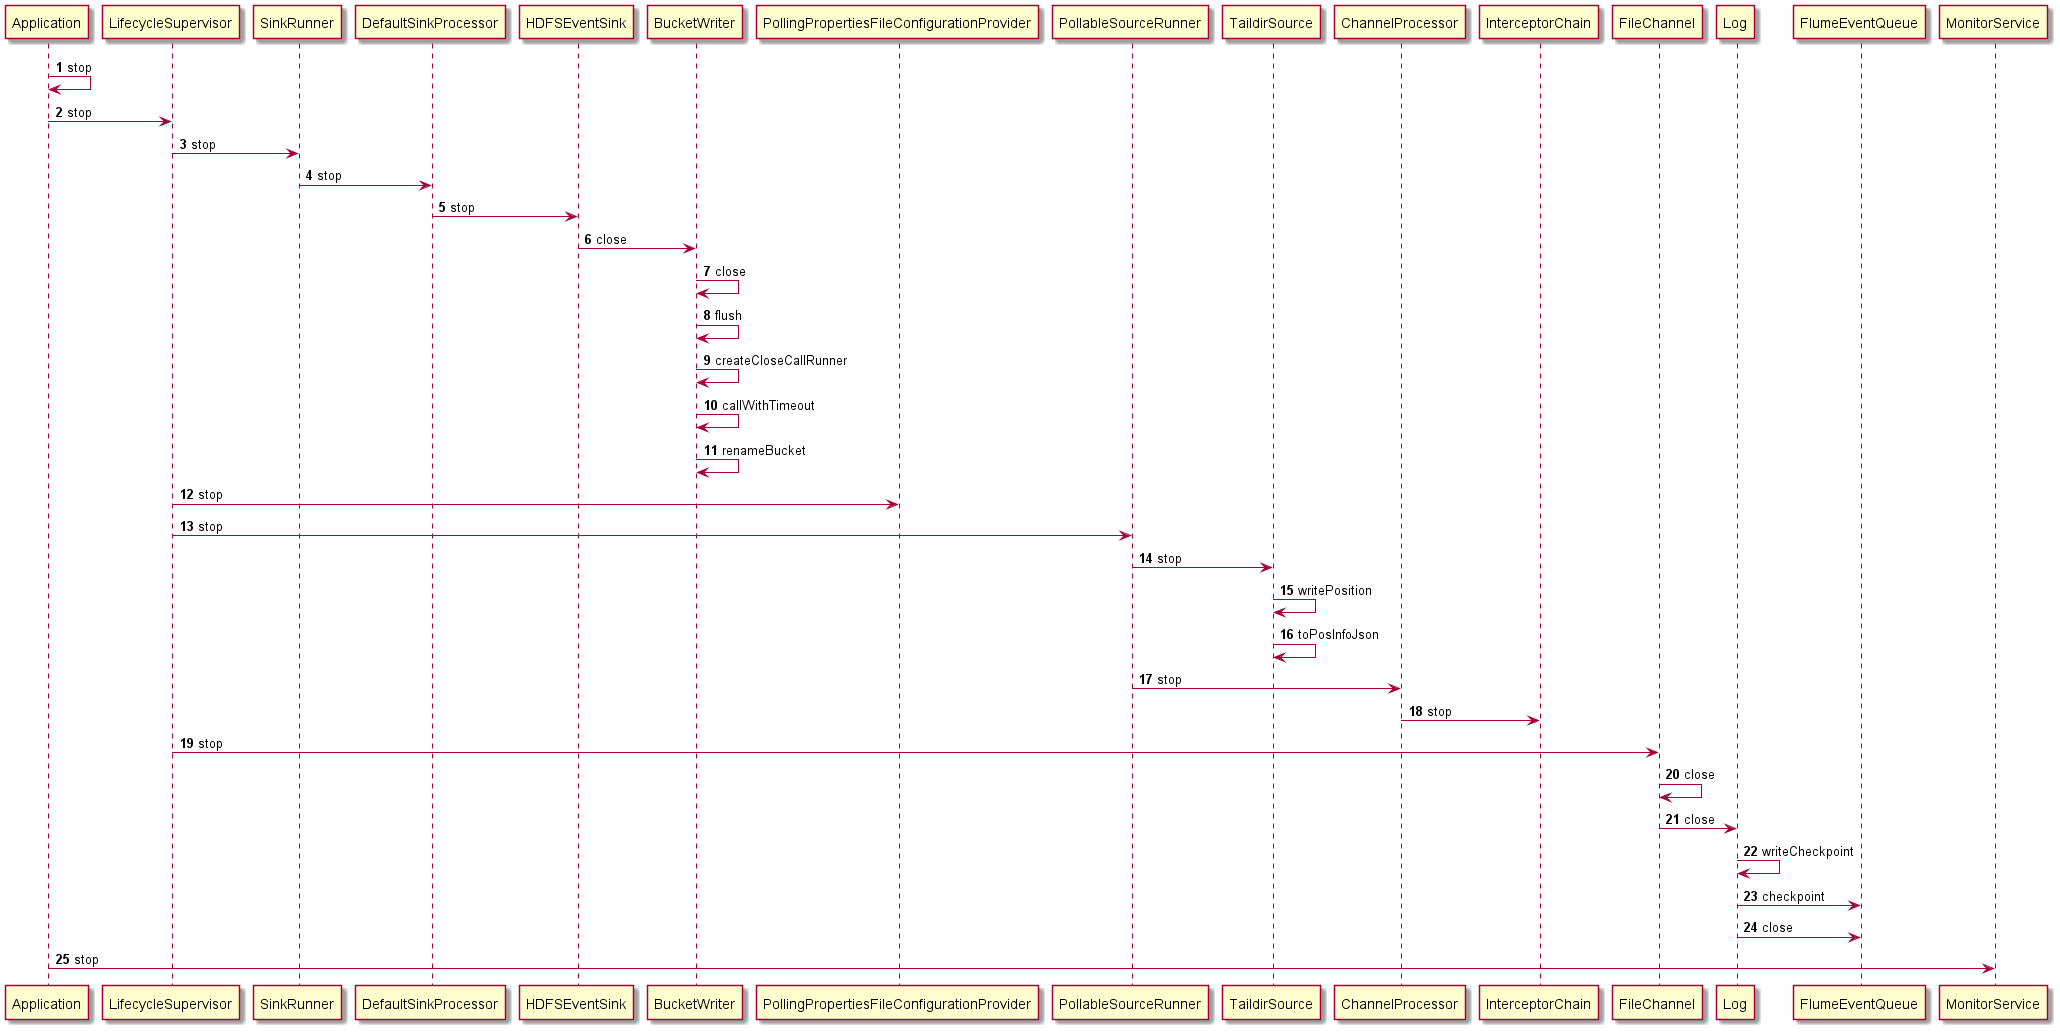 Application LifecycleSupervisor SinkRunner DefaultSinkProcessor HDFSEventSink BucketWriter PollingPropertiesFileConfigurationProvider PollableSourceRunner TaildirSource ChannelProcessor InterceptorChain FileChannel Log FlumeEventQueue MonitorService
1 stop
2 stop
3 stop
4 stop
5 stop
6 close
7 close
8 flush
9 createCloseCallRunner
10 callWithTimeout
11 renameBucket
12 stop
13 stop
14 stop
15 writePosition
16 toPosInfoJson
17 stop
18 stop
19 stop
20 close
21 close
22 writeCheckpoint
23 checkpoint
24 close
25 stop
Application LifecycleSupervisor SinkRunner DefaultSinkProcessor HDFSEventSink BucketWriter PollingPropertiesFileConfigurationProvider PollableSourceRunner TaildirSource ChannelProcessor InterceptorChain FileChannel Log FlumeEventQueue MonitorService